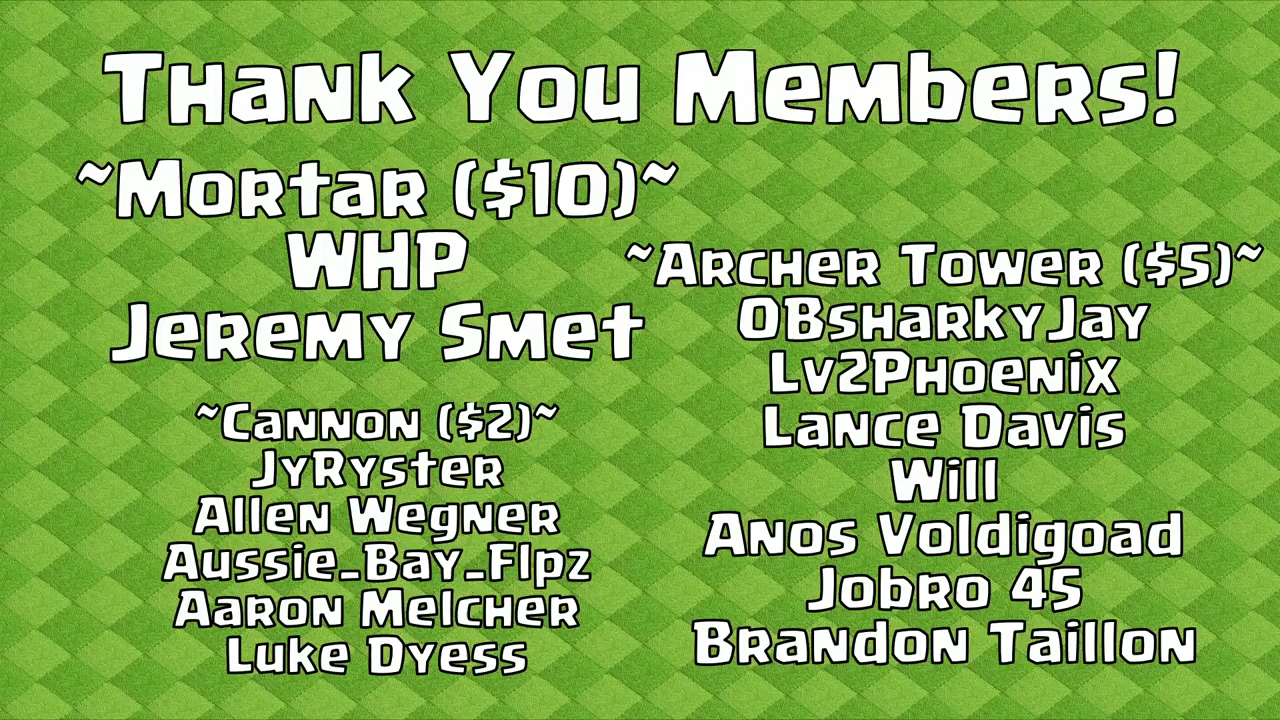 Thank You Members!
~Mortar ($10)~
WHP
Jeremy Smet
~Cannon ($2)~
JyRyster
Allen Wegner
Aussie_Bay_Flpz
Aaron Melcher
Luke Dyess
~Archer Tower ($5)~
OBsharkyJay
Lv2Phoenix
Lance Davis
Will
Anos Voldigoad
Jobro 45
Brandon Taillon